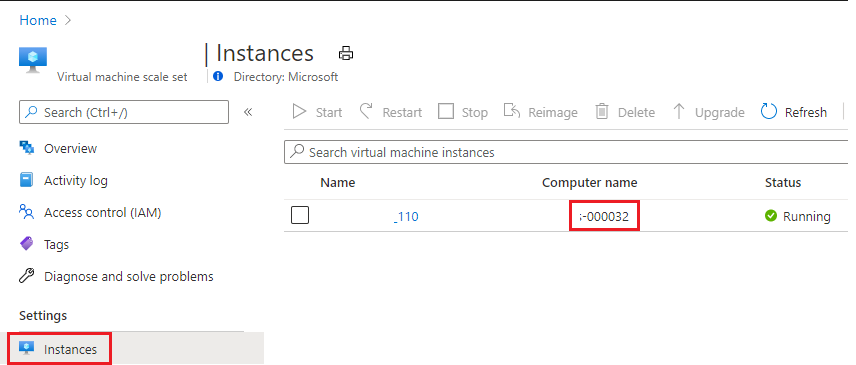 Home >
| Instances
Virtual machine scale set
Directory: Microsoft
Search (Ctrl+/)
«
Start Restart Stop Reimage Delete Upgrade Refresh
Overview
Activity log
Access control (IAM)
Tags
Diagnose and solve problems
Settings
Instances
Search virtual machine instances
Name Computer name Status
_110 -000032 Running